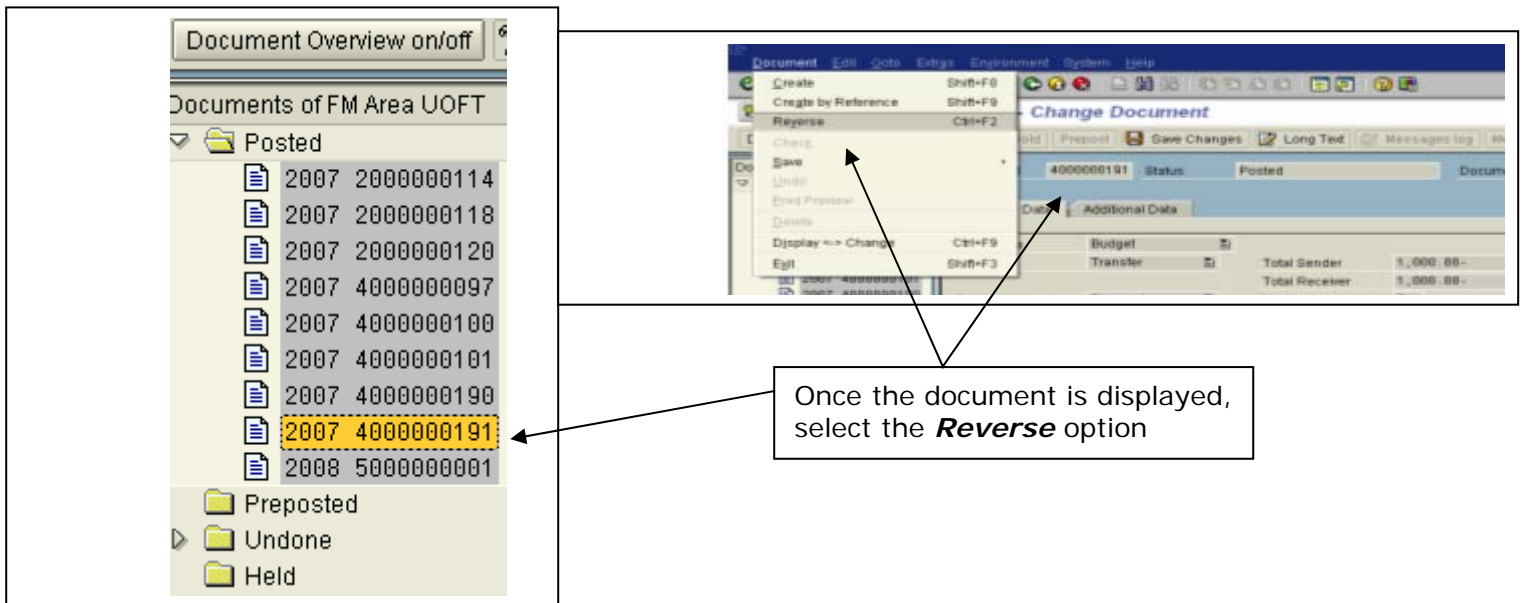 Document Overview on/off
Documents of FM Area UOFT
Posted
2007 2000000114
2007 2000000118
2007 2000000120
2007 4000000097
2007 4000000100
2007 4000000101
2007 4000000190
2007 4000000191
2008 5000000001
Preposted
Undone
Held
Document Edit Goto Extras Environment System Help
Create Shift+F8
Create by Reference Shift+F9
Reverse Ctrl+F2
Check
Save
Undo
Print Preview
Delete
Display <-> Change Ctrl+F9
Exit Shift+F3
Change Document
Prepost Save Changes Long Text Messages log
4000000191 Status Posted
Additional Data
Budget
Transfer Total Sender 1,000.00-
Total Receiver 1,000.00-
Once the document is displayed,
select the Reverse option